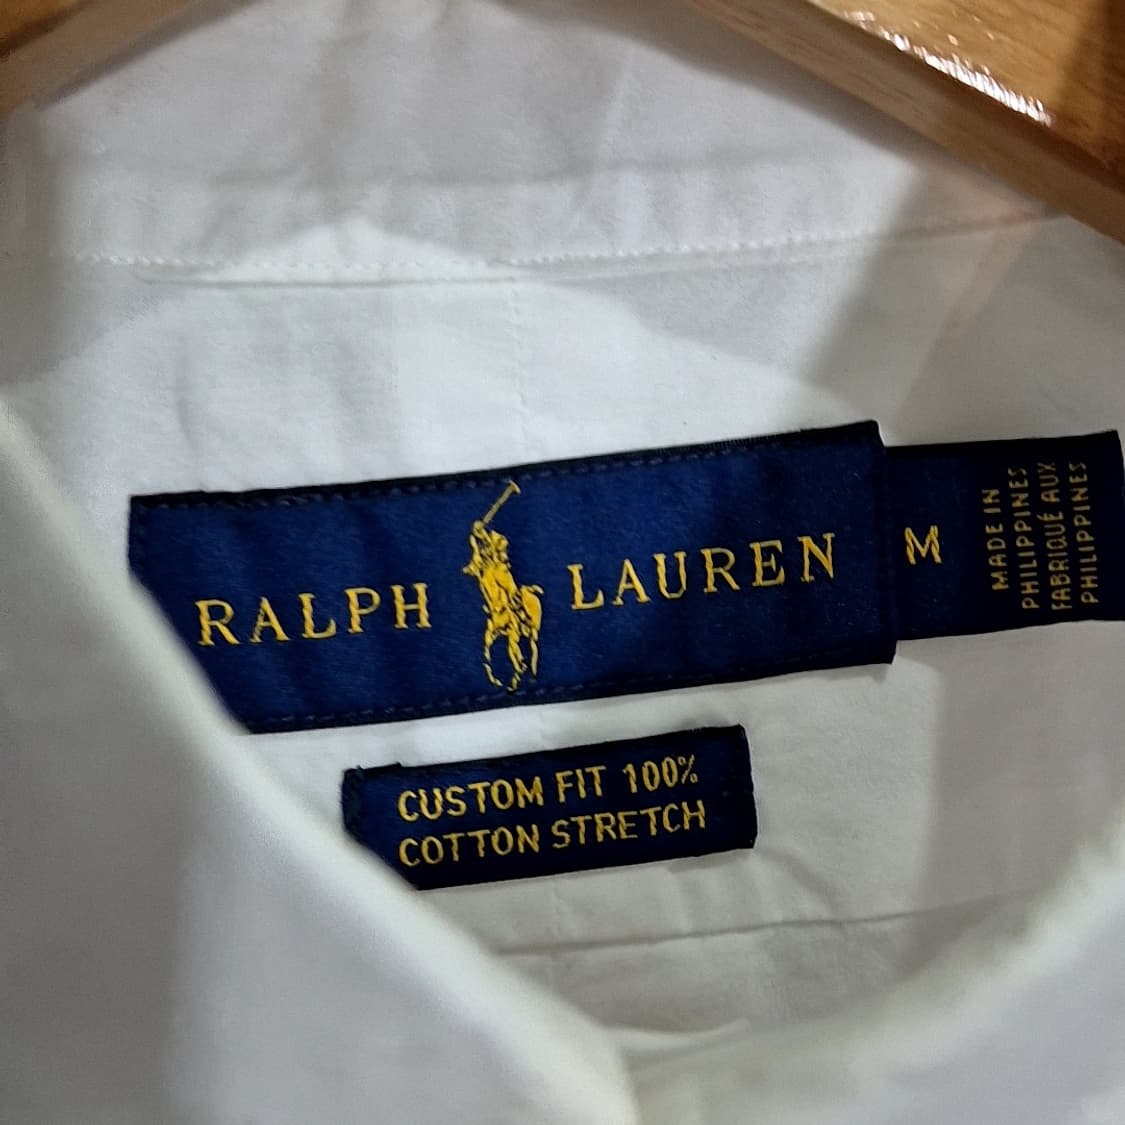 RALPH LAUREN
M
MADE IN
PHILIPPINES
FABRIQUÉ AUX
PHILIPPINES
CUSTOM FIT 100%
COTTON STRETCH